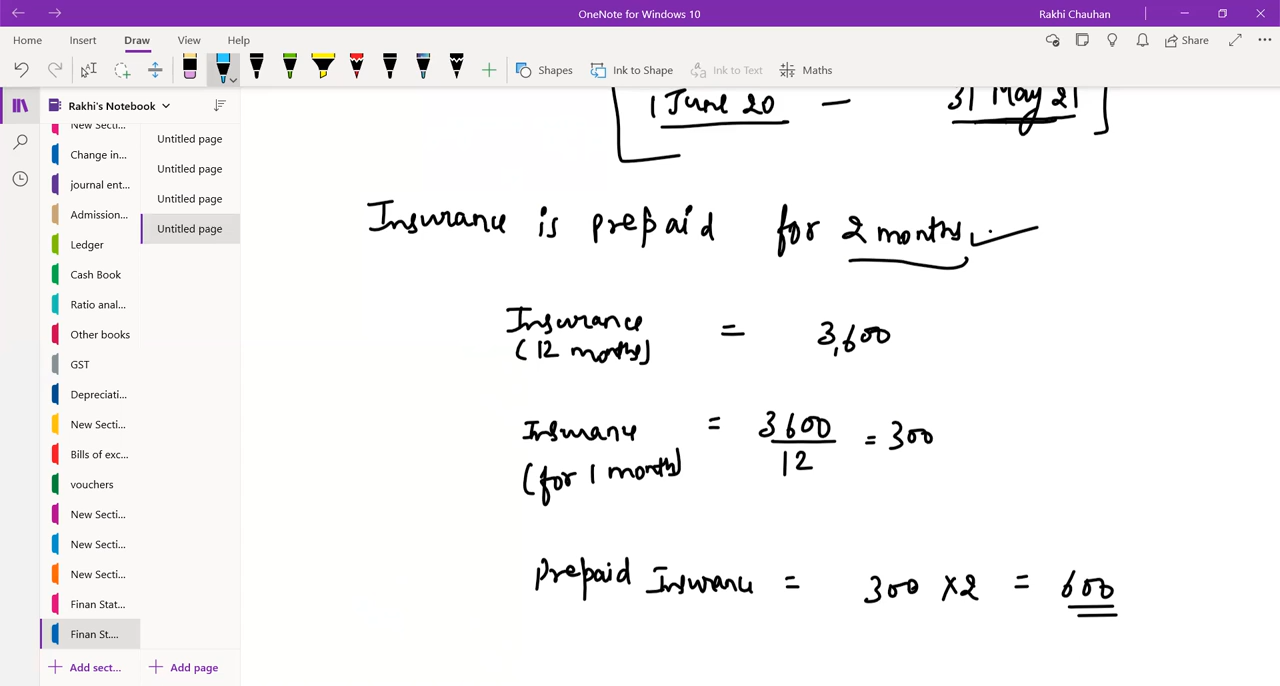 OneNote for Windows 10
Rakhi Chauhan
Home Insert Draw View Help
Share
Shapes Ink to Shape Ink to Text Maths
Rakhi's Notebook
New Secti...
Change in...
journal ent...
Admission...
Ledger
Cash Book
Ratio anal...
Other books
GST
Depreciati...
New Secti...
Bills of exc...
vouchers
New Secti...
New Secti...
New Secti...
Finan Stat...
Finan St....
Add sect...
Untitled page
Untitled page
Untitled page
Untitled page
Add page
1 June 20 — 31 May 21
Insurance is prepaid for 2 months.
Insurance = 3,600
(12 months)
Insurance = 3600/12 = 300
(for 1 month)
Prepaid Insurance = 300 x2 = 600